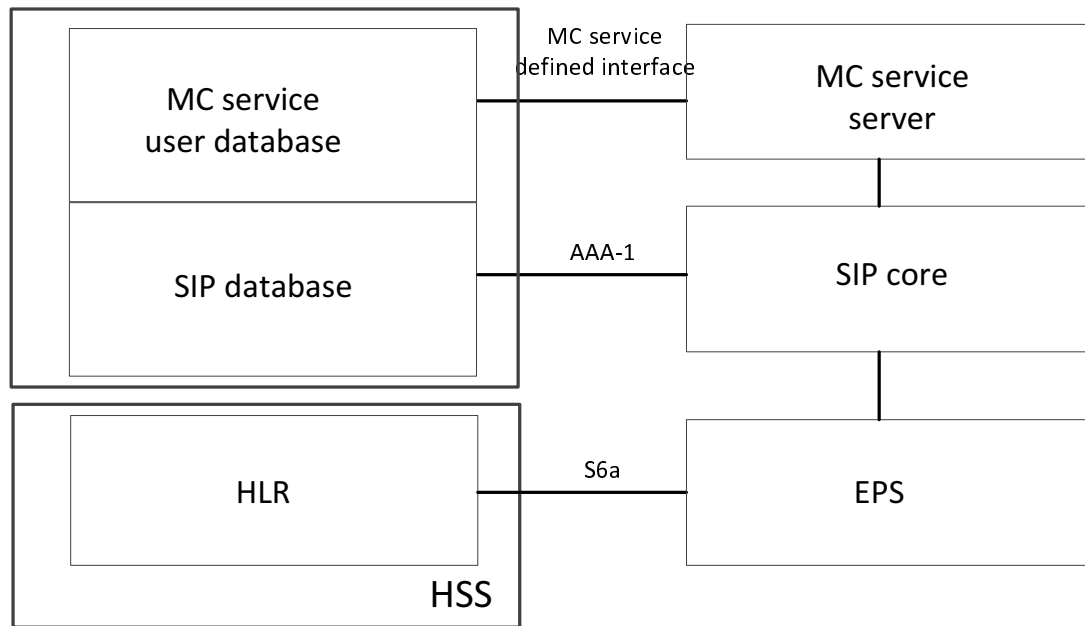 MC service
user database
MC service
defined interface
MC service
server
SIP database
AAA-1
SIP core
HLR
S6a
EPS
HSS